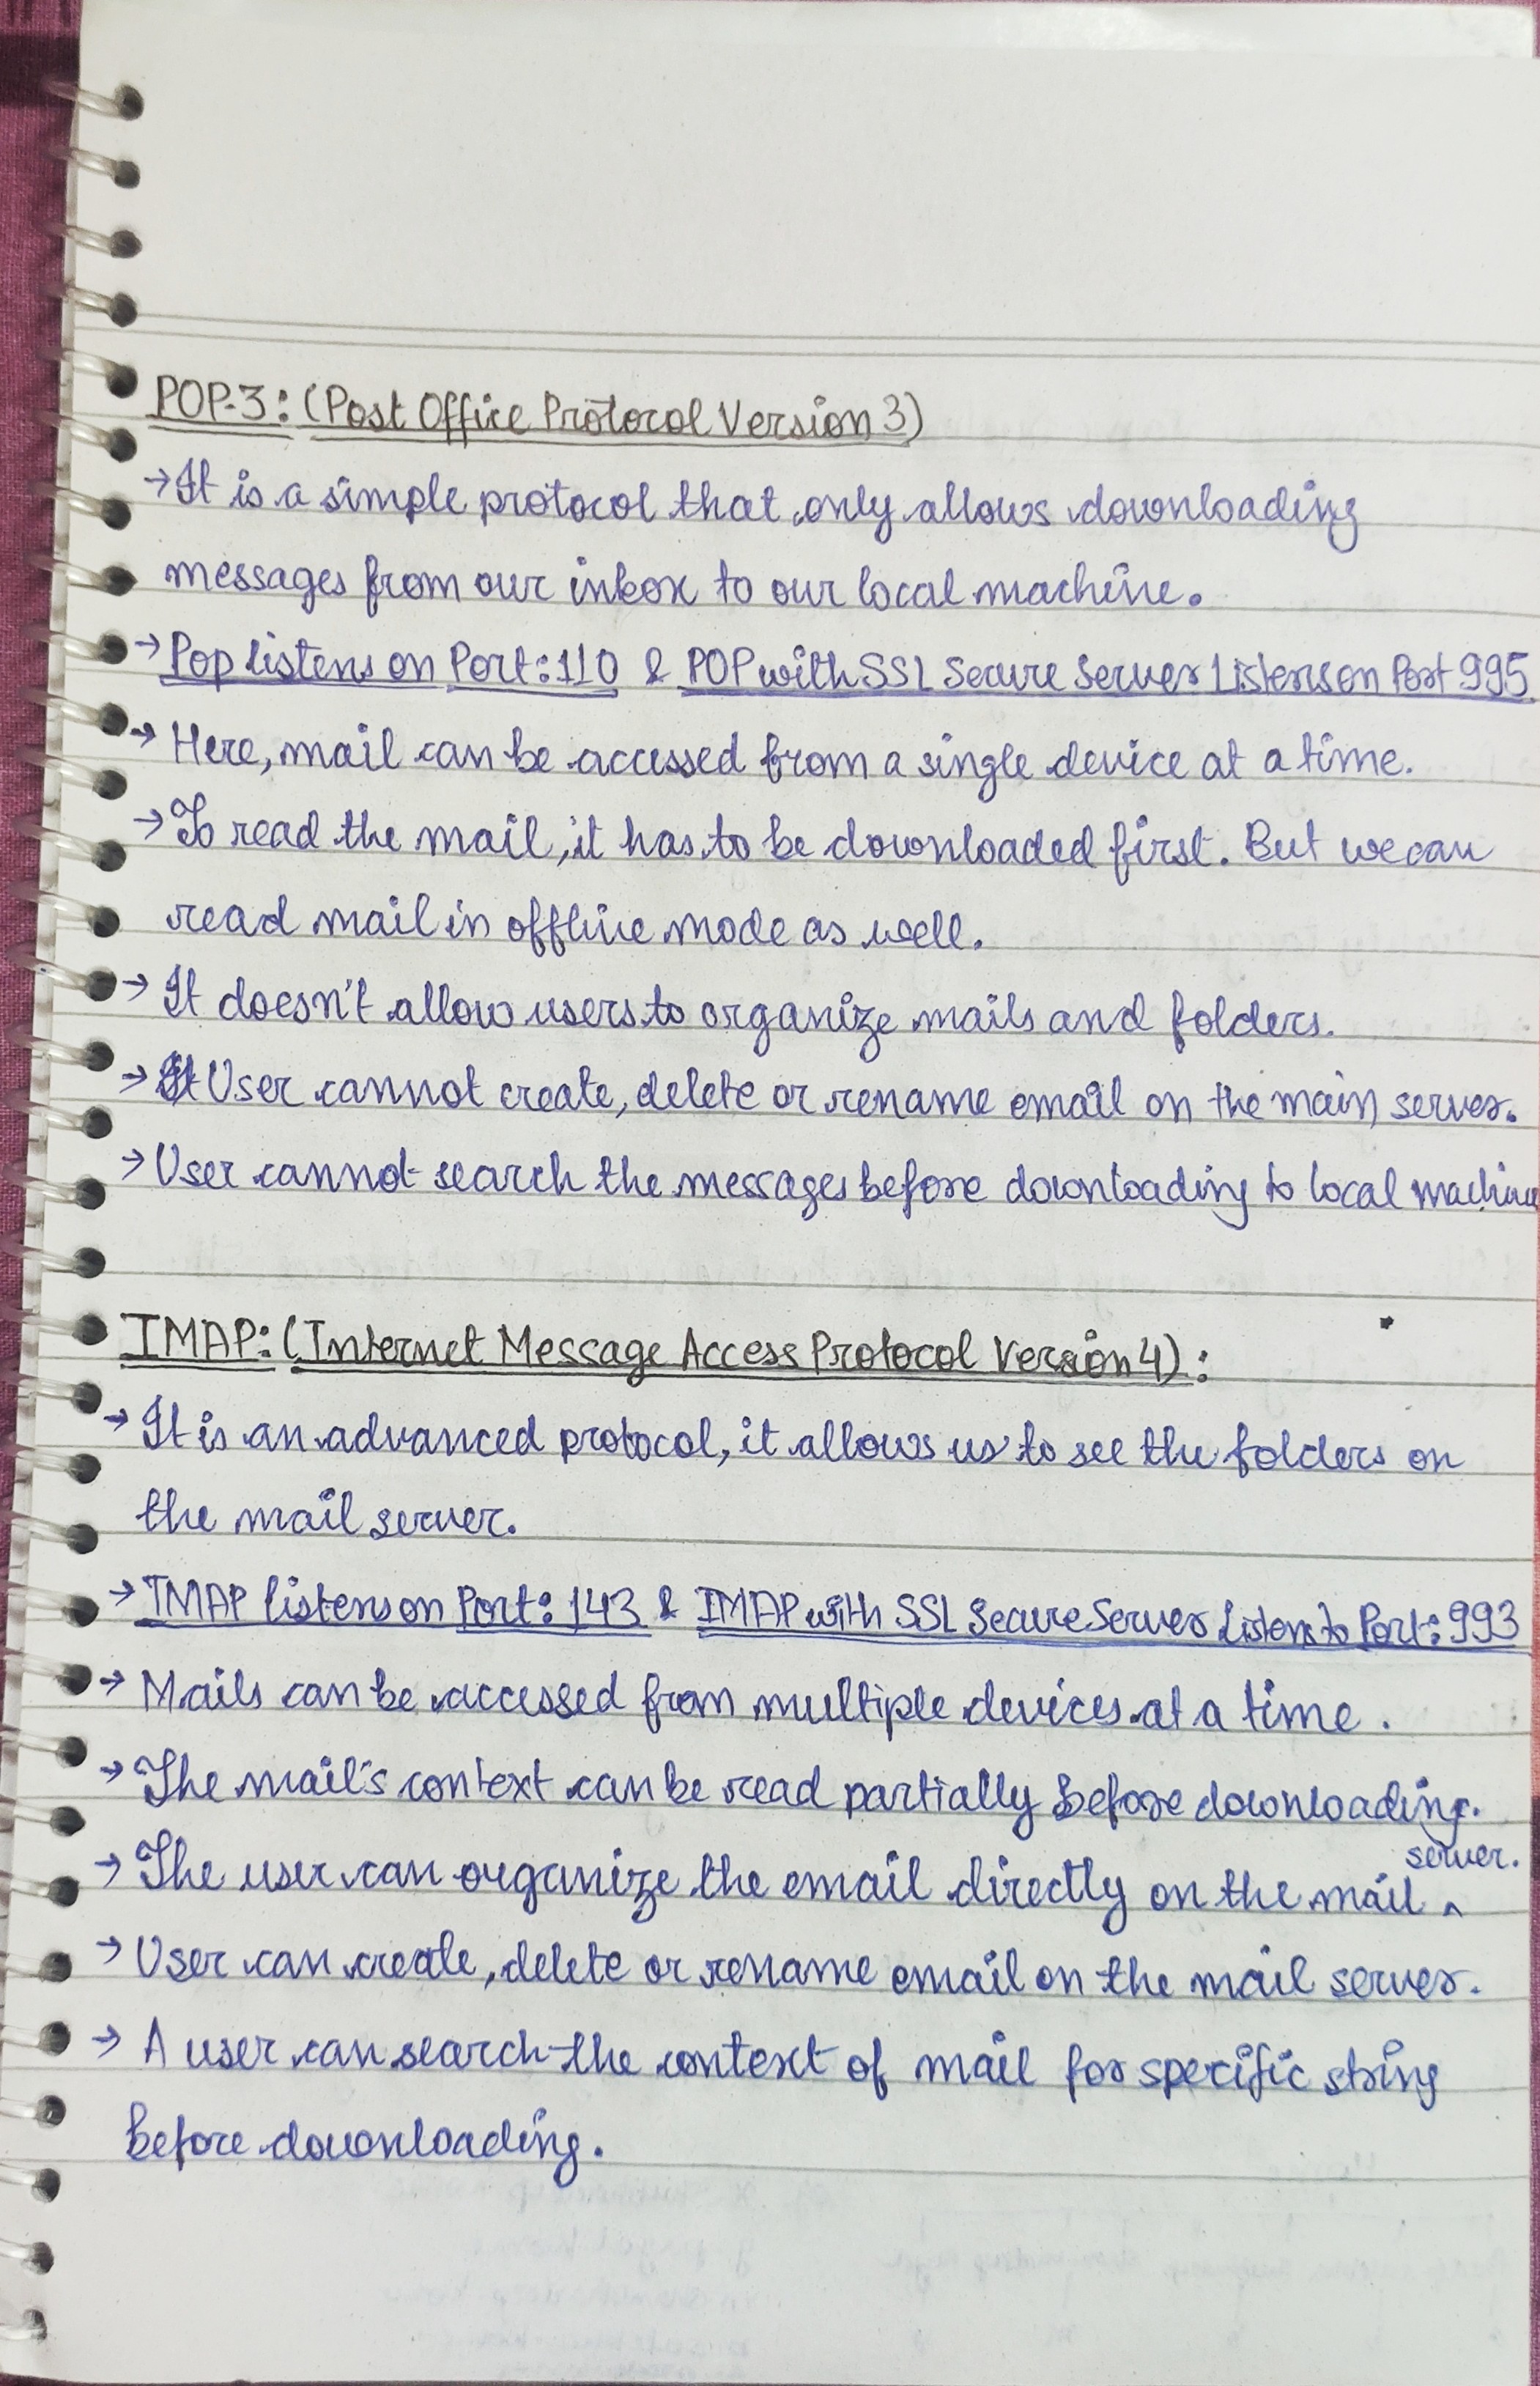 POP-3: (Post Office Protocol Version 3)
→ It is a simple protocol that only allows downloading
messages from our inbox to our local machine.
→ Pop listens on Port: 110 & POP with SSL Secure Server Listens on Port 995
→ Here, mail can be accessed from a single device at a time.
→ To read the mail, it has to be downloaded first. But we can
read mail in offline mode as well.
→ It doesn't allow users to organize mails and folders.
→ User cannot create, delete or rename email on the main server.
→ User cannot search the messages before downloading to local machine
IMAP: (Internet Message Access Protocol Version 4) :
→ It is an advanced protocol, it allows us to see the folders on
the mail server.
→ IMAP listens on Port: 143 & IMAP with SSL Secure Server Listens to Port: 993
→ Mails can be accessed from multiple devices at a time.
→ The mail's context can be read partially before downloading.
→ The user can organize the email directly on the mail server.
→ User can create, delete or rename email on the mail server.
→ A user can search the context of mail for specific string
before downloading.